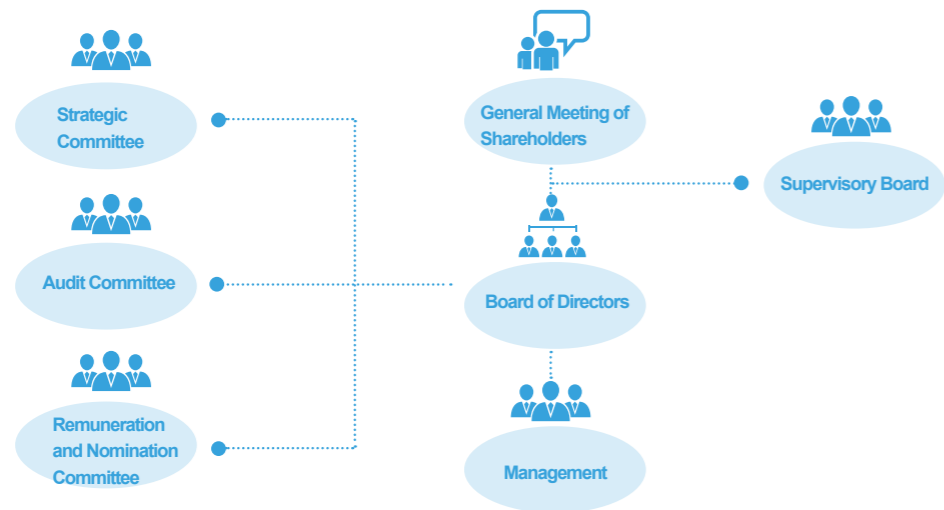 Strategic
Committee
General Meeting of
Shareholders
Supervisory Board
Audit Committee
Board of Directors
Remuneration
and Nomination
Committee
Management